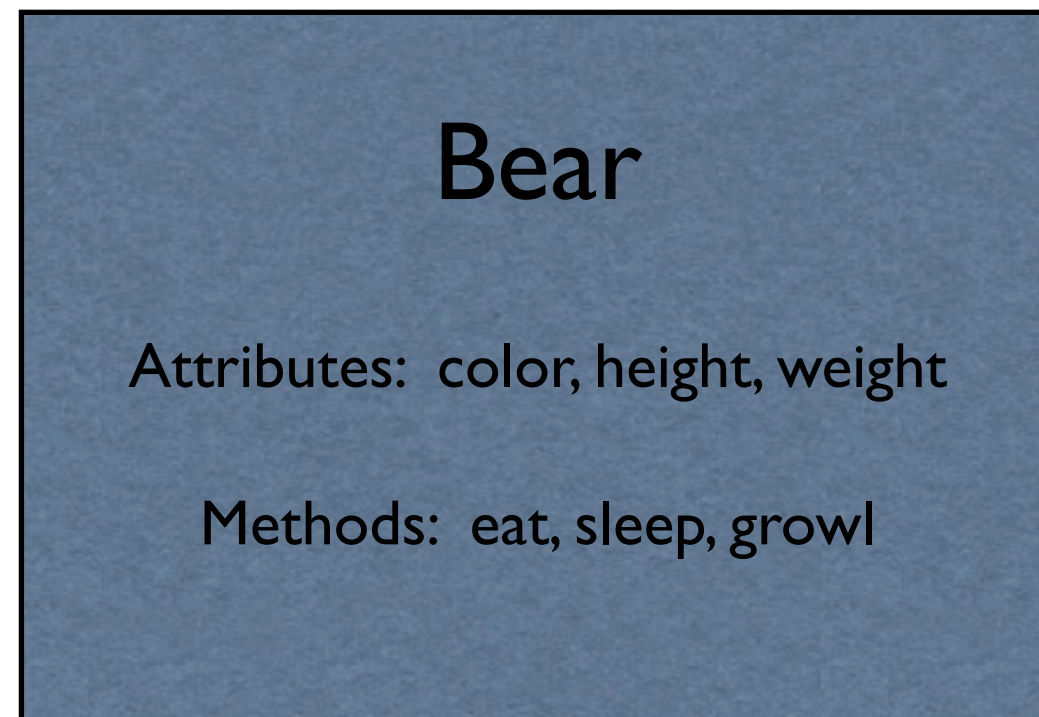 Bear
Attributes:  color, height, weight
Methods:  eat, sleep, growl